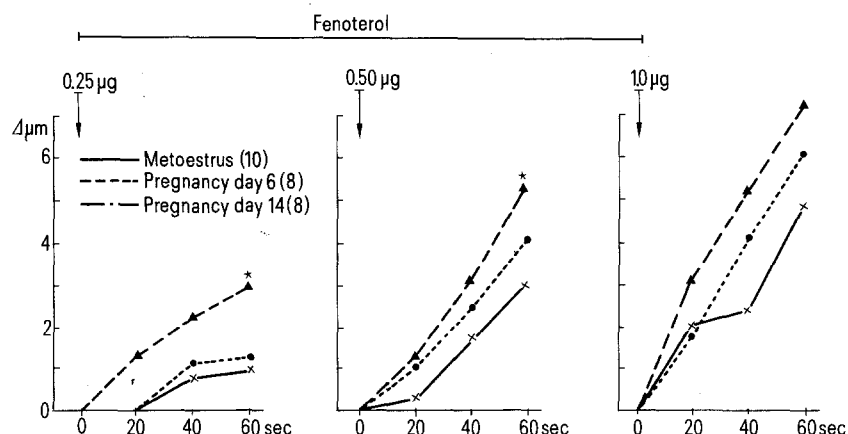 Fenoterol
0.25 µg
0.50 µg
1.0 µg
Δµm
6
4
2
0
Metoestrus (10)
Pregnancy day 6 (8)
Pregnancy day 14 (8)
*
*
0 20 40 60 sec
0 20 40 60 sec
0 20 40 60 sec